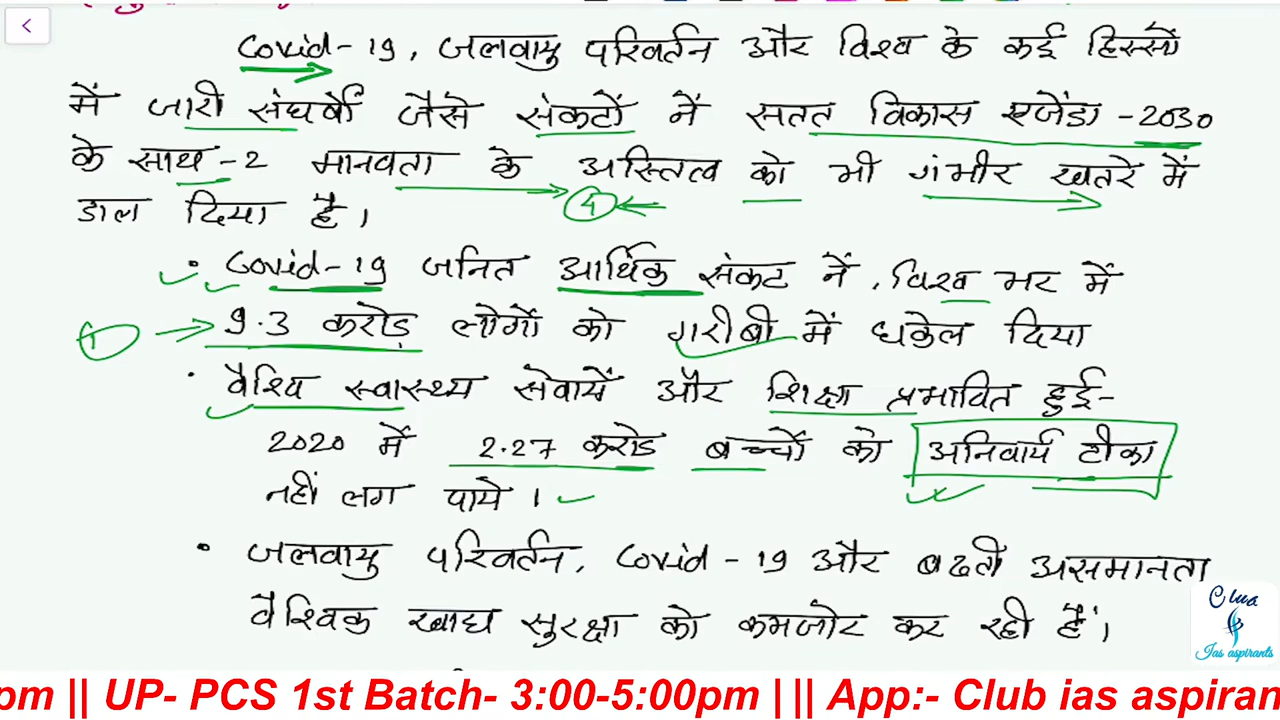 Covid-19, जलवायु परिवर्तन और विश्व के कई हिस्सों
में जारी संघर्षों जैसे संकटों में सतत विकास एजेंडा -2030
के साथ -2 मानवता के अस्तित्व को भी गंभीर खतरे में
डाल दिया है।
• Covid-19 जनित आर्थिक संकट नें, विश्व भर में
9.3 करोड़ लोगों को गरीबी में धकेल दिया
• वैश्वि स्वास्थ्य सेवायें और शिक्षा प्रभावित हुई-
2020 में 2.27 करोड बच्चों को अनिवार्य टीका
नहीं लग पाये।
• जलवायु परिवर्तन, Covid-19 और बढती असमानता
वैश्विक खाद्य सुरक्षा को कमजोर कर रही हैं।
Club
Ias aspirants
pm || UP- PCS 1st Batch- 3:00-5:00pm | || App:- Club ias aspiran